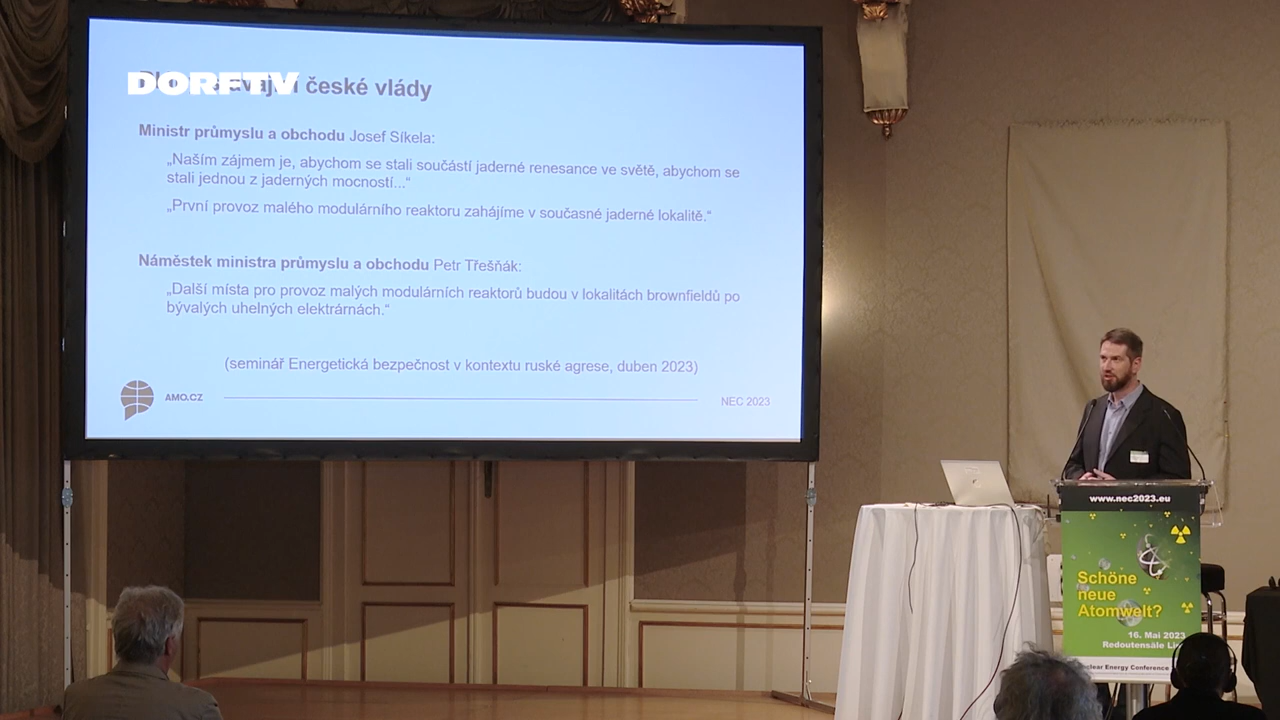 DORFTV
české vlády
Ministr průmyslu a obchodu Josef Síkela:
„Naším zájmem je, abychom se stali součástí jaderné renesance ve světě, abychom se
stali jednou z jaderných mocností...“
„První provoz malého modulárního reaktoru zahájíme v současné jaderné lokalitě.“
Náměstek ministra průmyslu a obchodu Petr Třešňák:
„Další místa pro provoz malých modulárních reaktorů budou v lokalitách brownfieldů po
bývalých uhelných elektrárnách.“
(seminář Energetická bezpečnost v kontextu ruské agrese, duben 2023)
AMO.CZ
NEC 2023
www.nec2023.eu
Schöne
neue
Atomwelt?
16. Mai 2023
Redoutensäle
Energy Conference